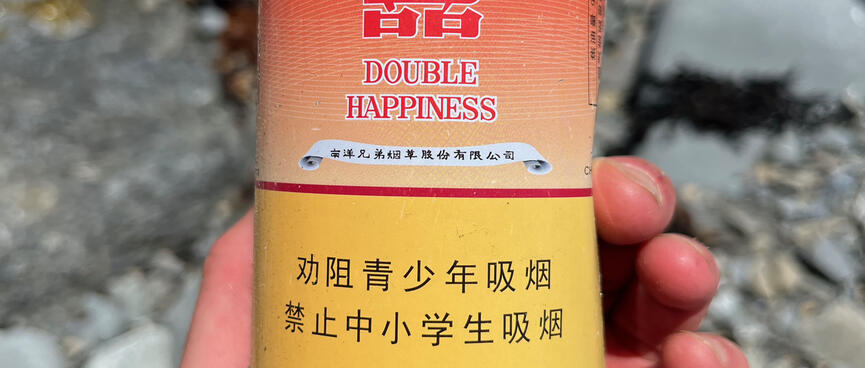 囍
DOUBLE
HAPPINESS
南洋兄弟烟草股份有限公司
劝阻青少年吸烟
禁止中小学生吸烟